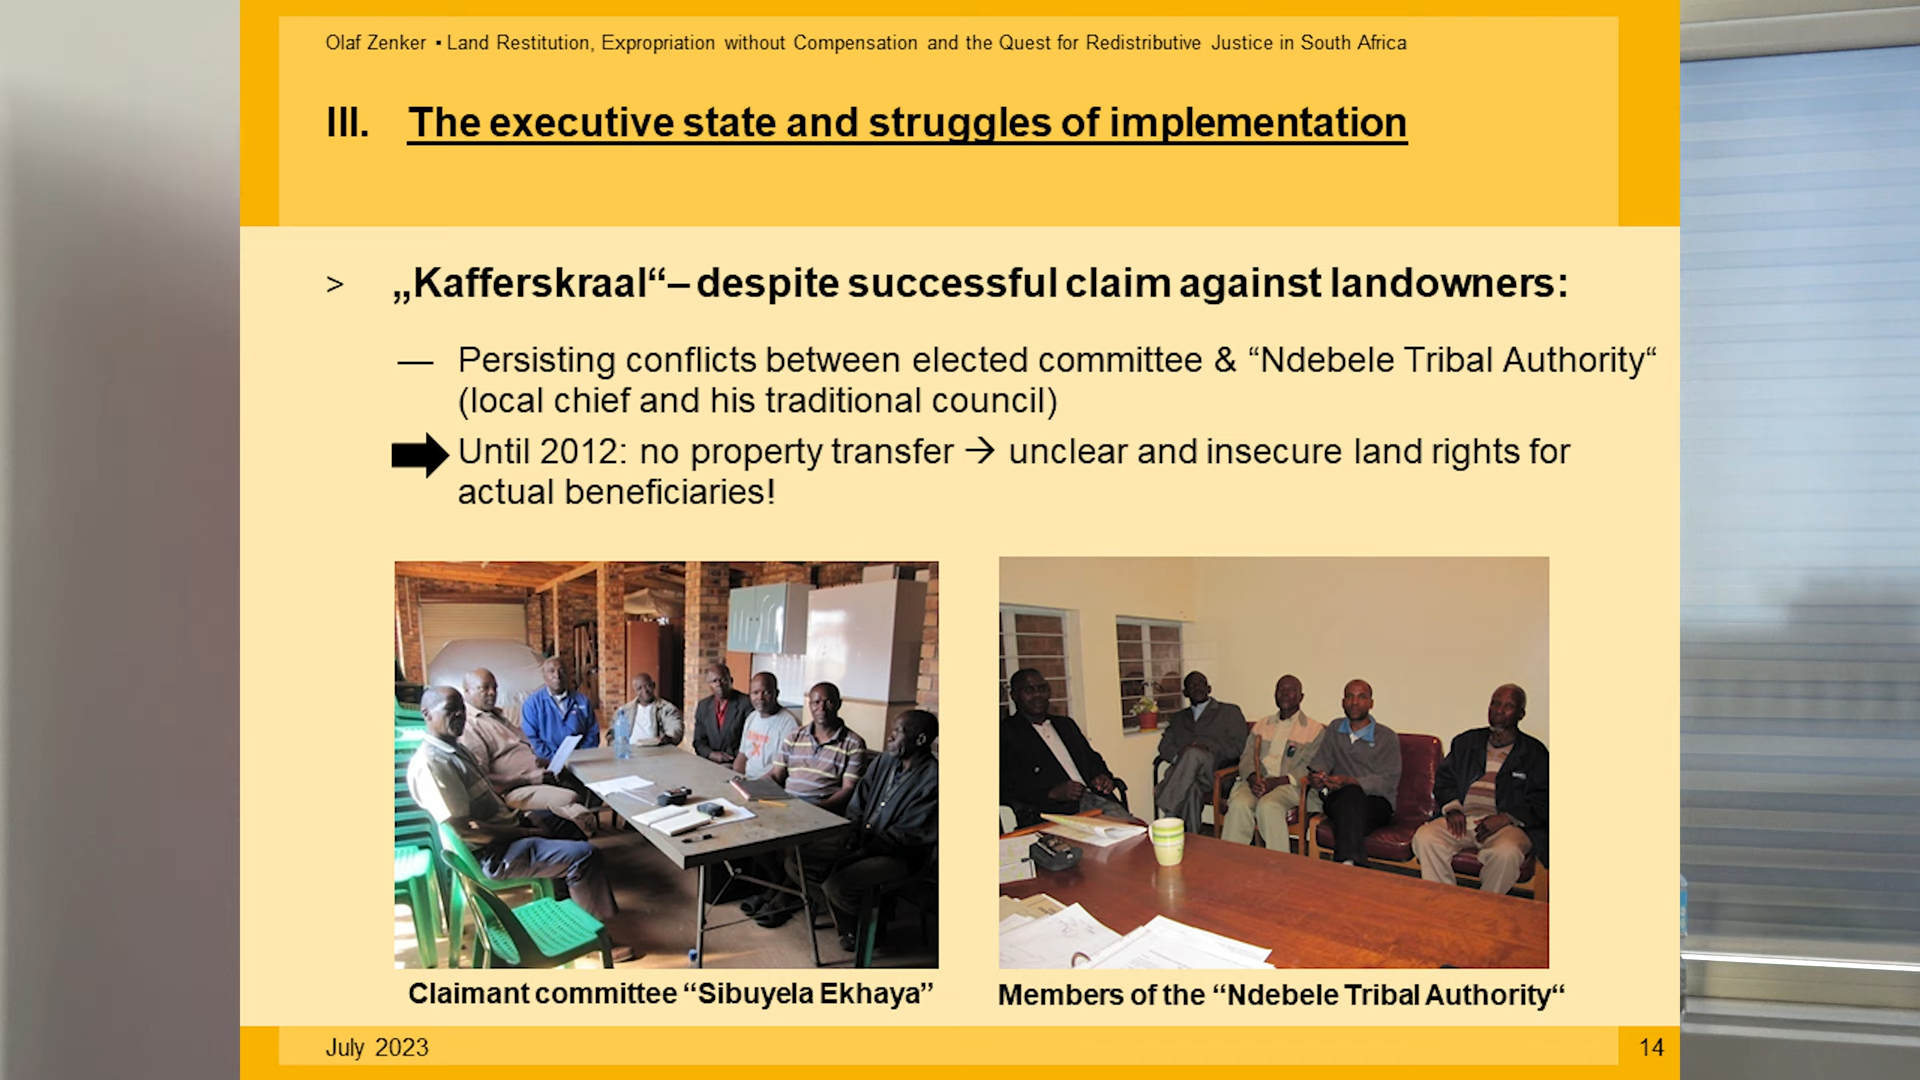 Olaf Zenker ▪ Land Restitution, Expropriation without Compensation and the Quest for Redistributive Justice in South Africa
III. The executive state and struggles of implementation
> „Kafferskraal“– despite successful claim against landowners:
— Persisting conflicts between elected committee & “Ndebele Tribal Authority“
(local chief and his traditional council)
Until 2012: no property transfer → unclear and insecure land rights for
actual beneficiaries!
Claimant committee “Sibuyela Ekhaya”
Members of the “Ndebele Tribal Authority“
July 2023
14